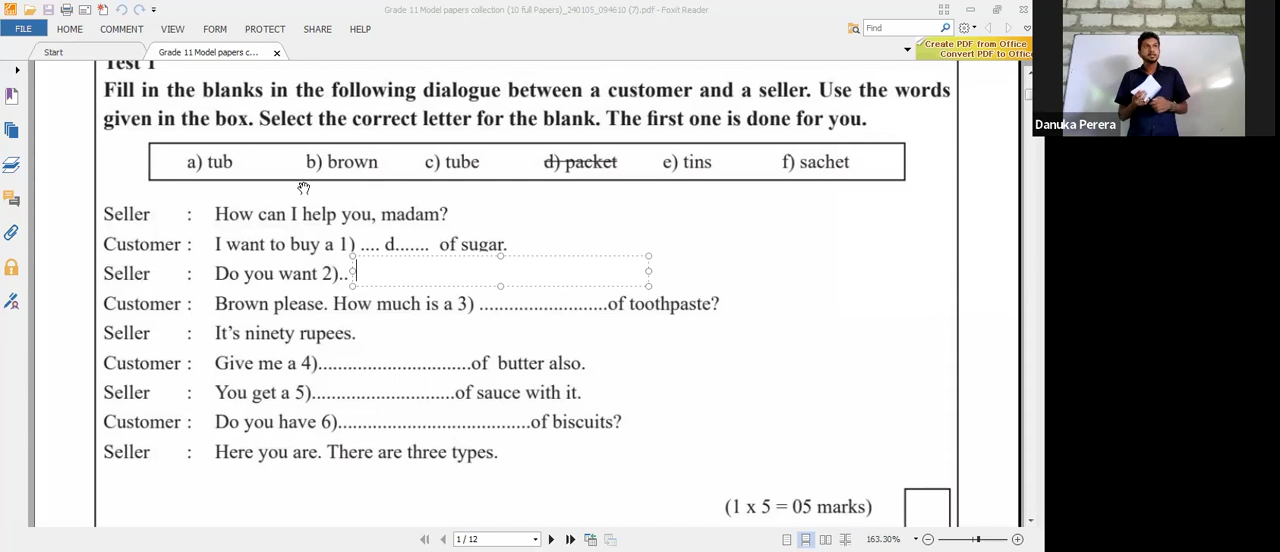 Grade 11 Model papers collection (10 full Papers)_240105_094610 (7).pdf - Foxit Reader
FILE HOME COMMENT VIEW FORM PROTECT SHARE HELP
Find
Start Grade 11 Model papers c...
Create PDF from Office
Convert PDF to Offic
Test 1
Fill in the blanks in the following dialogue between a customer and a seller. Use the words
given in the box. Select the correct letter for the blank. The first one is done for you.
a) tub b) brown c) tube d) packet e) tins f) sachet
Seller : How can I help you, madam?
Customer : I want to buy a 1) .... d....... of sugar.
Seller : Do you want 2)..
Customer : Brown please. How much is a 3) ..........................of toothpaste?
Seller : It's ninety rupees.
Customer : Give me a 4)...............................of butter also.
Seller : You get a 5).............................of sauce with it.
Customer : Do you have 6).......................................of biscuits?
Seller : Here you are. There are three types.
(1 x 5 = 05 marks)
1 / 12
163.30%
Danuka Perera